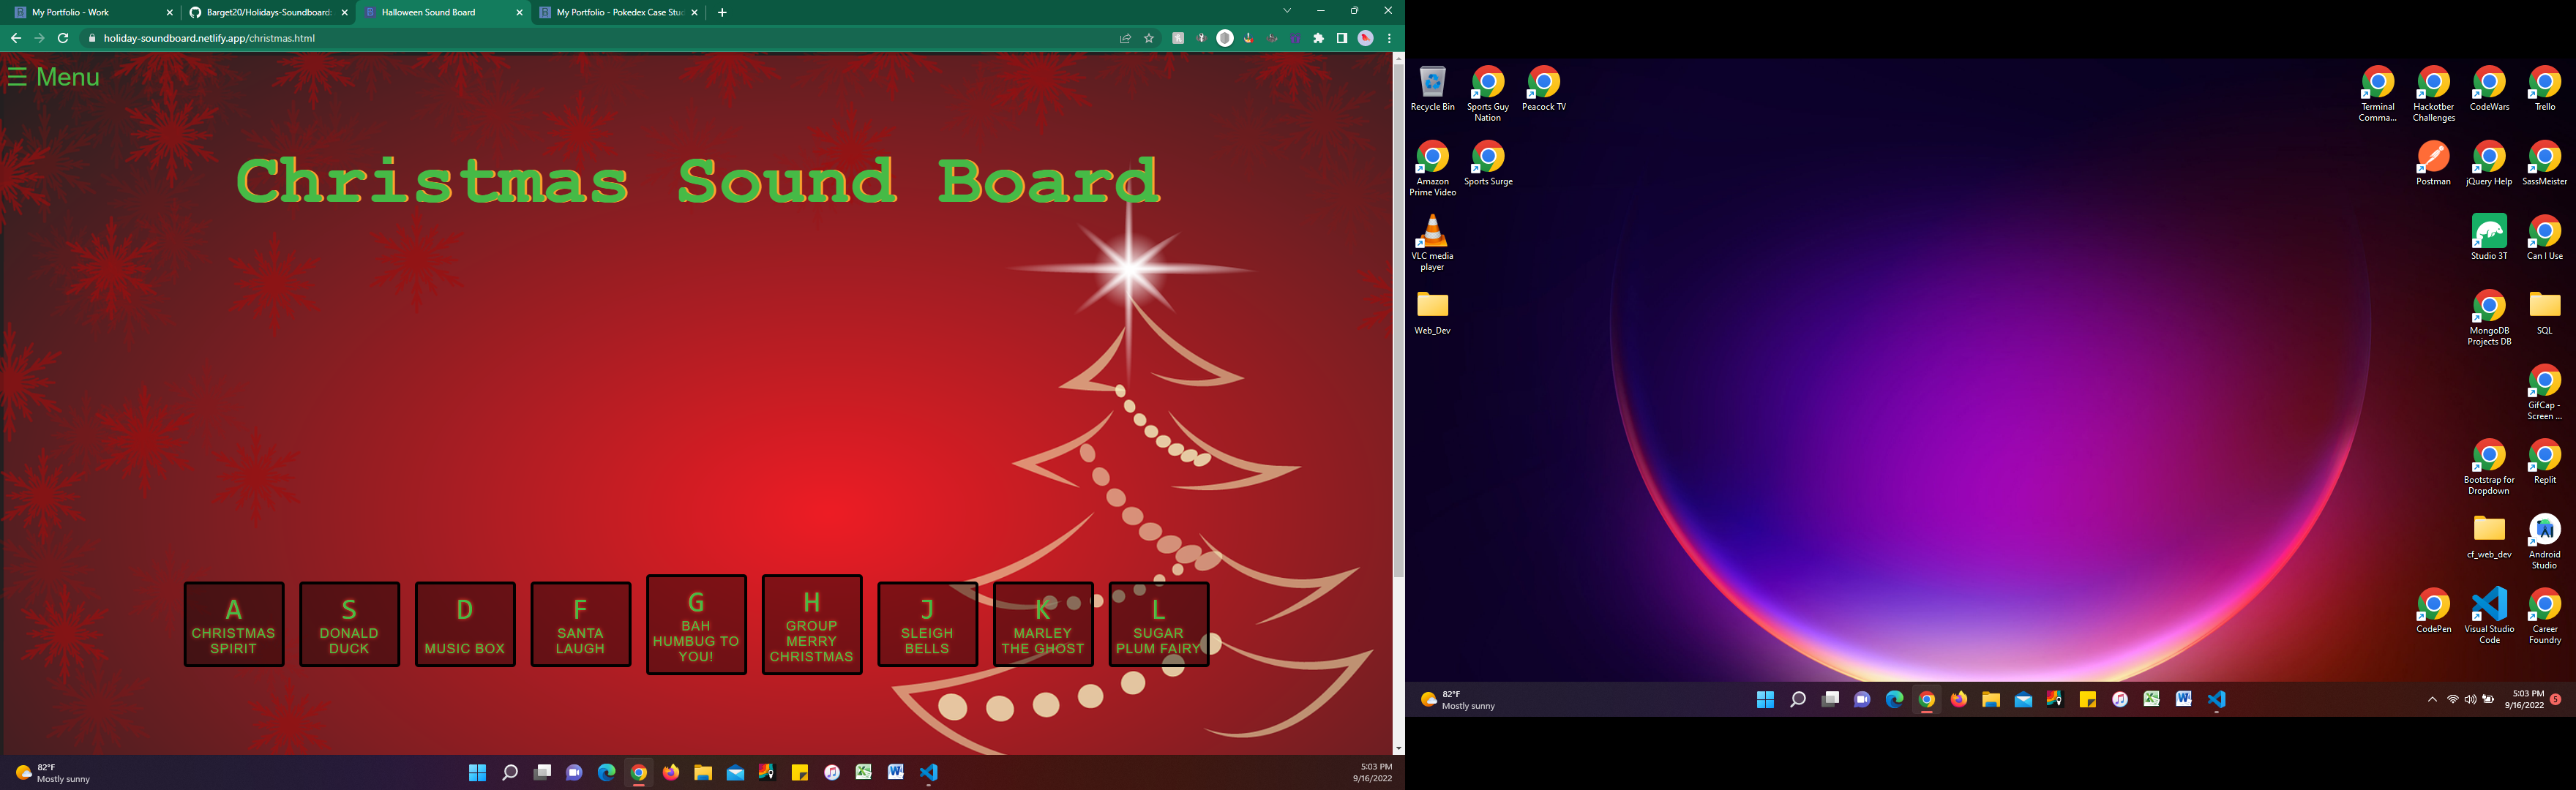 My Portfolio - Work
Barget20/Holidays-Soundboard:
Halloween Sound Board
My Portfolio - Pokedex Case Stud
holiday-soundboard.netlify.app/christmas.html
☰ Menu
Christmas Sound Board
A
CHRISTMAS
SPIRIT
S
DONALD
DUCK
D
MUSIC BOX
F
SANTA
LAUGH
G
BAH
HUMBUG TO
YOU!
H
GROUP
MERRY
CHRISTMAS
J
SLEIGH
BELLS
K
MARLEY
THE GHOST
L
SUGAR
PLUM FAIRY
82°F
Mostly sunny
5:03 PM
9/16/2022
Recycle Bin
Sports Guy
Nation
Peacock TV
Amazon
Prime Video
Sports Surge
VLC media
player
Web_Dev
Terminal
Comma...
Hackotber
Challenges
CodeWars
Trello
Postman
jQuery Help
SassMeister
Studio 3T
Can I Use
MongoDB
Projects DB
SQL
GifCap -
Screen ...
Bootstrap for
Dropdown
Replit
cf_web_dev
Android
Studio
CodePen
Visual Studio
Code
Career
Foundry
82°F
Mostly sunny
5:03 PM
9/16/2022
5